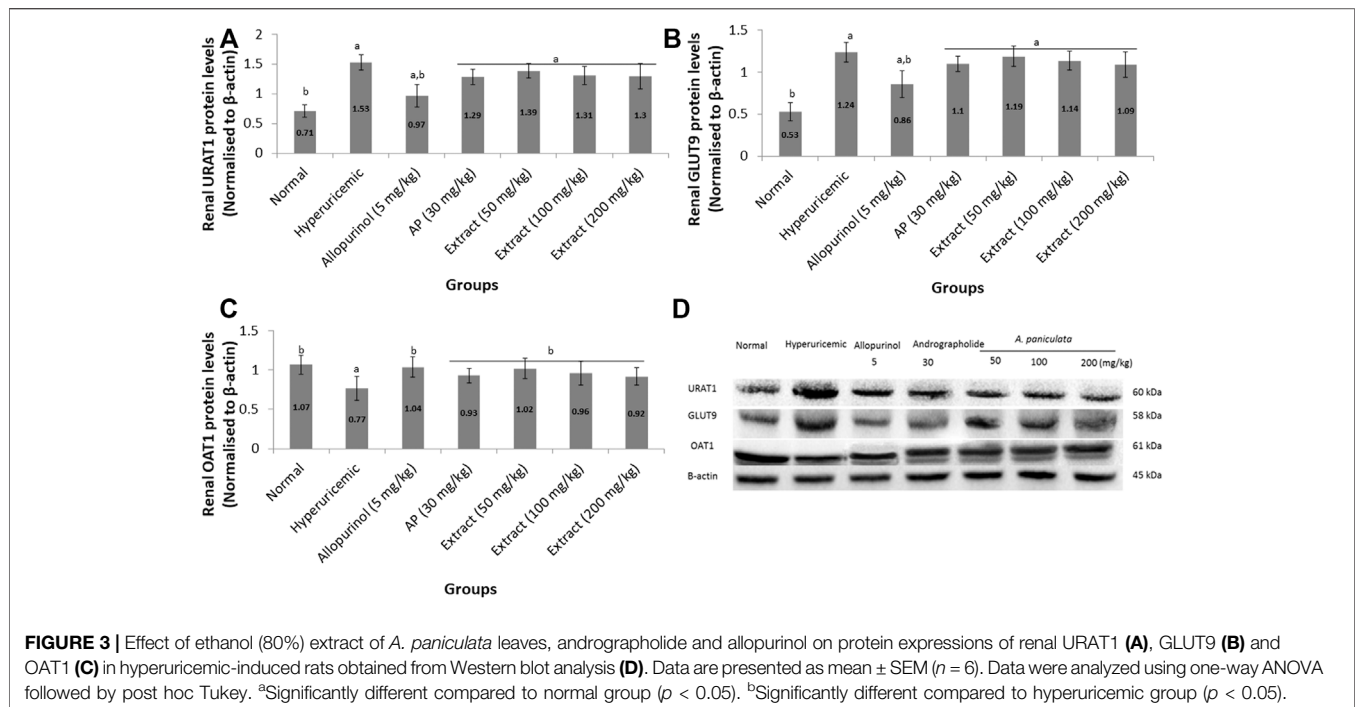 A
Renal URAT1 protein levels
(Normalised to β-actin)
2
1.5
1
0.5
0
b
a
a,b
a
0.71
1.53
0.97
1.29
1.39
1.31
1.3
Normal
Hyperuricemic
Allopurinol (5 mg/kg)
AP (30 mg/kg)
Extract (50 mg/kg)
Extract (100 mg/kg)
Extract (200 mg/kg)
Groups
B
Renal GLUT9 protein levels
(Normalised to β-actin)
1.5
1
0.5
0
b
a
a,b
a
0.53
1.24
0.86
1.1
1.19
1.14
1.09
Normal
Hyperuricemic
Allopurinol (5 mg/kg)
AP (30 mg/kg)
Extract (50 mg/kg)
Extract (100 mg/kg)
Extract (200 mg/kg)
Groups
C
Renal OAT1 protein levels
(Normalised to β-actin)
1.5
1
0.5
0
b
a
b
b
1.07
0.77
1.04
0.93
1.02
0.96
0.92
Normal
Hyperuricemic
Allopurinol (5 mg/kg)
AP (30 mg/kg)
Extract (50 mg/kg)
Extract (100 mg/kg)
Extract (200 mg/kg)
Groups
D
Normal Hyperuricemic Allopurinol Andrographolide A. paniculata
5 30 50 100 200 (mg/kg)
URAT1 60 kDa
GLUT9 58 kDa
OAT1 61 kDa
B-actin 45 kDa
FIGURE 3 | Effect of ethanol (80%) extract of A. paniculata leaves, andrographolide and allopurinol on protein expressions of renal URAT1 (A), GLUT9 (B) and
OAT1 (C) in hyperuricemic-induced rats obtained from Western blot analysis (D). Data are presented as mean ± SEM (n = 6). Data were analyzed using one-way ANOVA
followed by post hoc Tukey. aSignificantly different compared to normal group (p < 0.05). bSignificantly different compared to hyperuricemic group (p < 0.05).